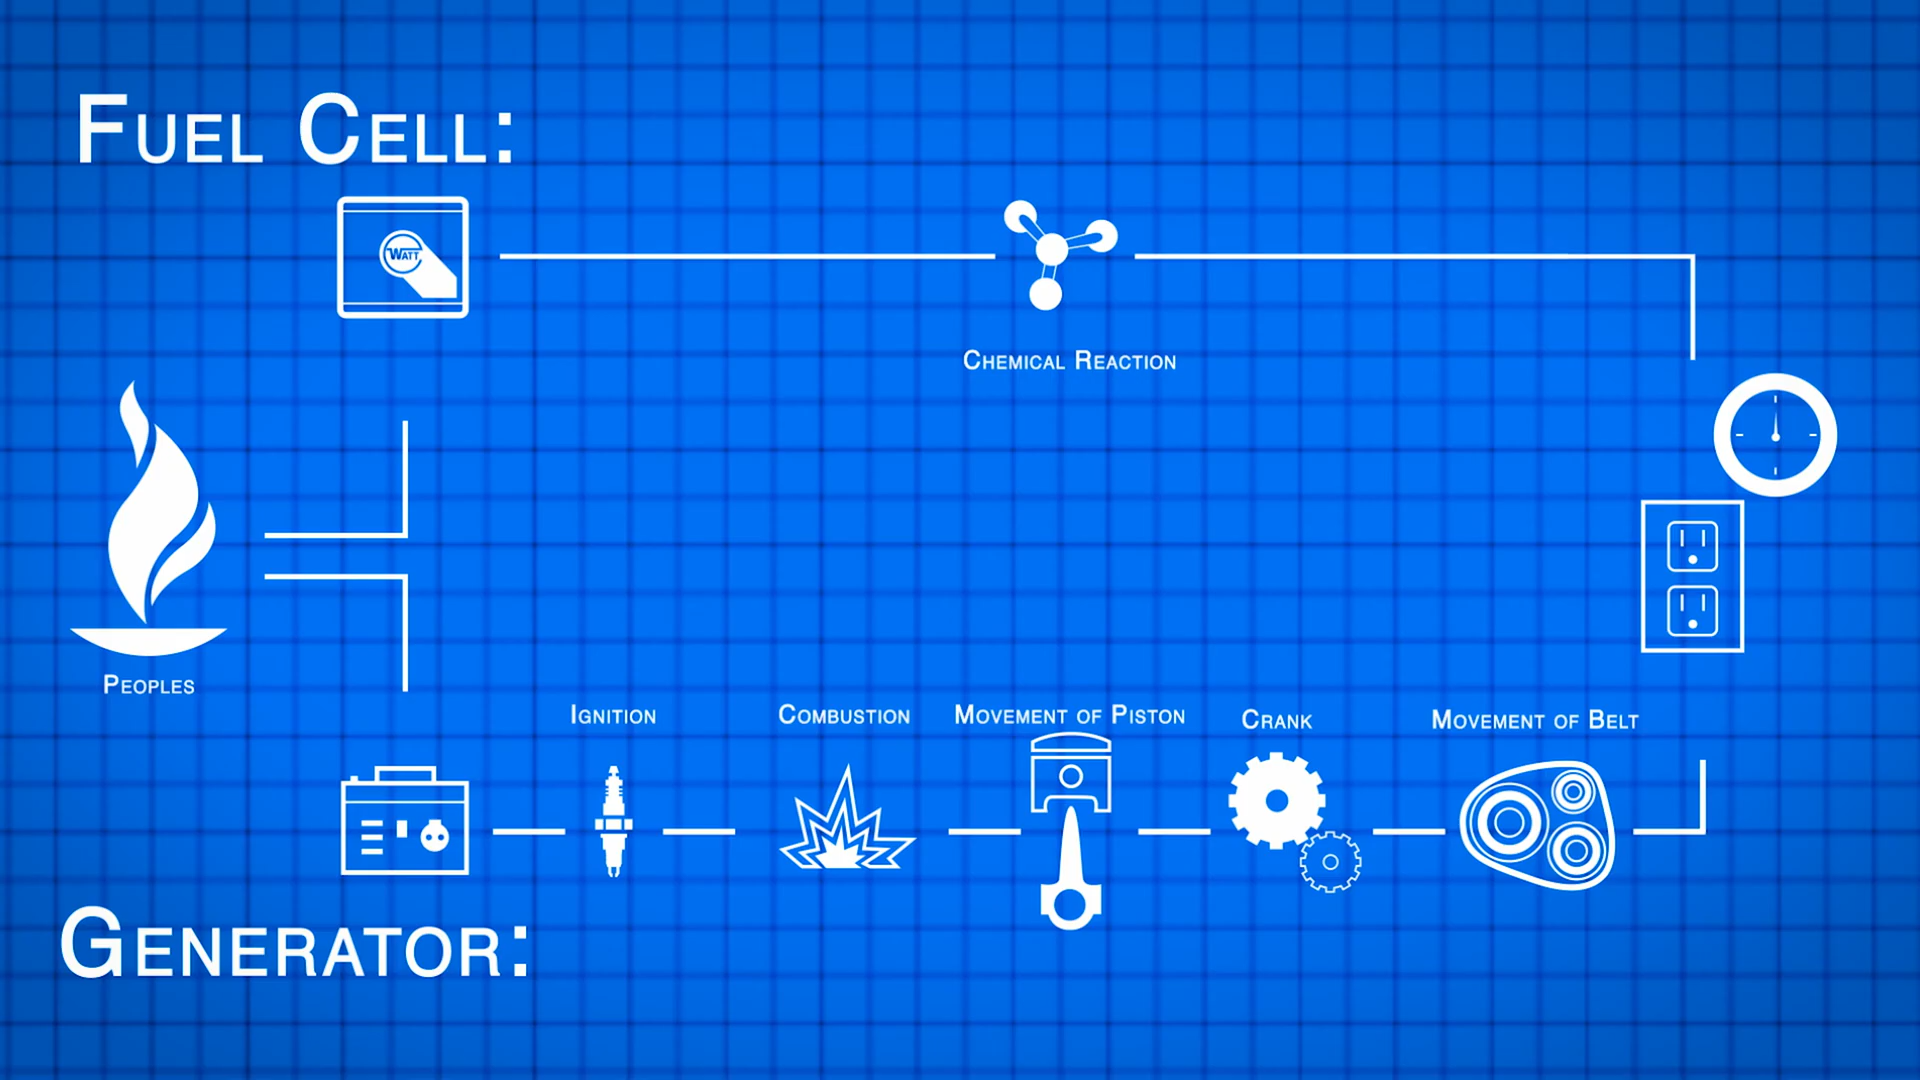 Fuel Cell:
WATT
Chemical Reaction
Peoples
Ignition
Combustion
Movement of Piston
Crank
Movement of Belt
Generator: